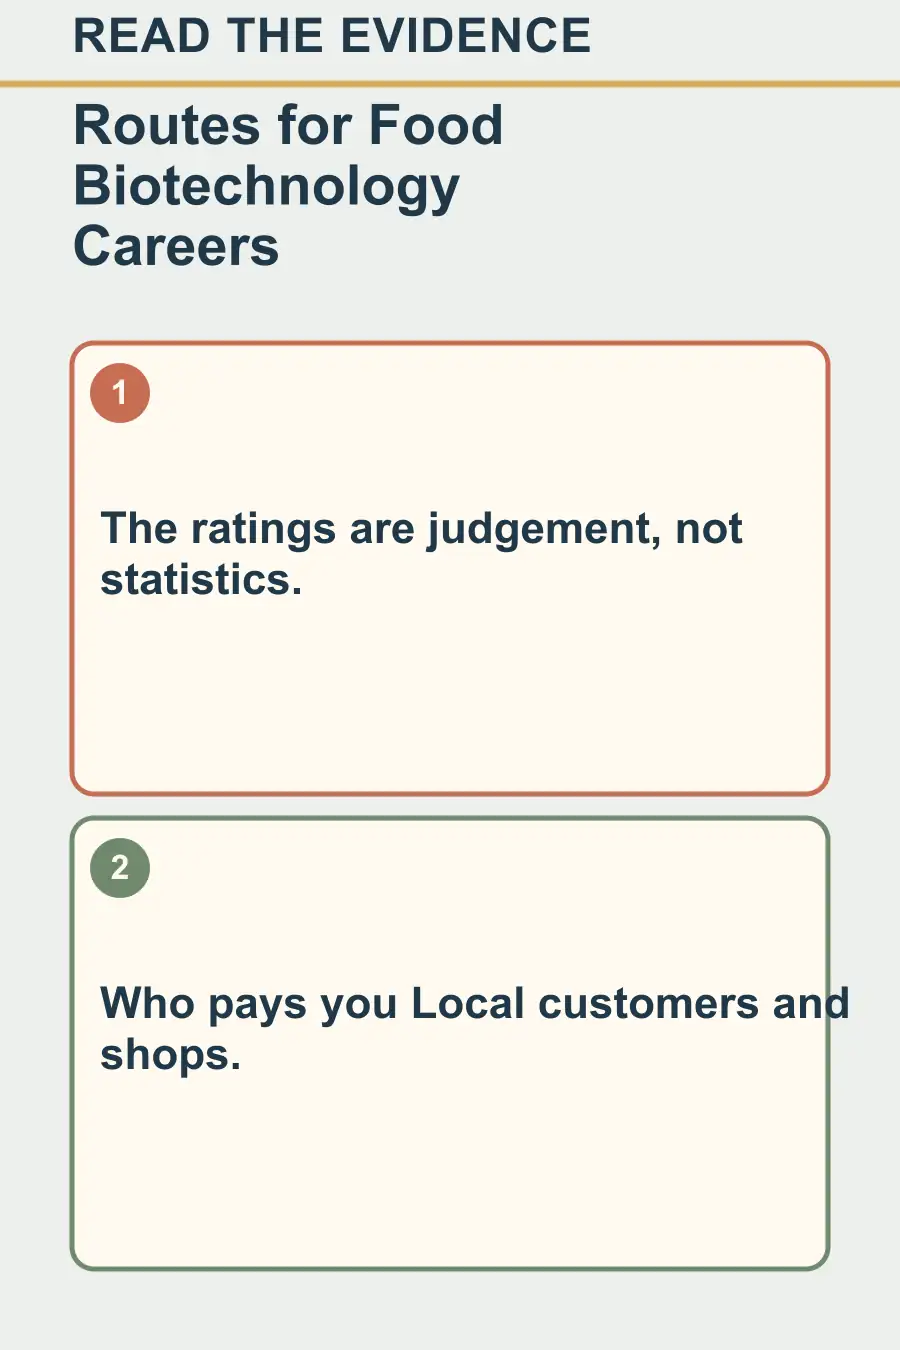 READ THE EVIDENCE
Routes for Food
Biotechnology
Careers
1
The ratings are judgement, not
statistics.
2
Who pays you Local customers and
shops.